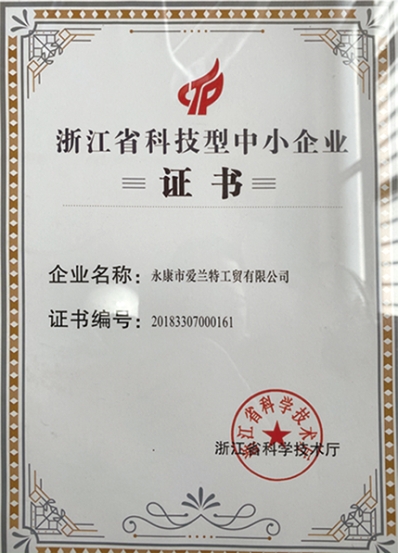 浙江省科技型中小企业
证书
企业名称：永康市爱兰特工贸有限公司
证书编号：20183307000161
浙江省科学技术厅
浙江省科学技术厅